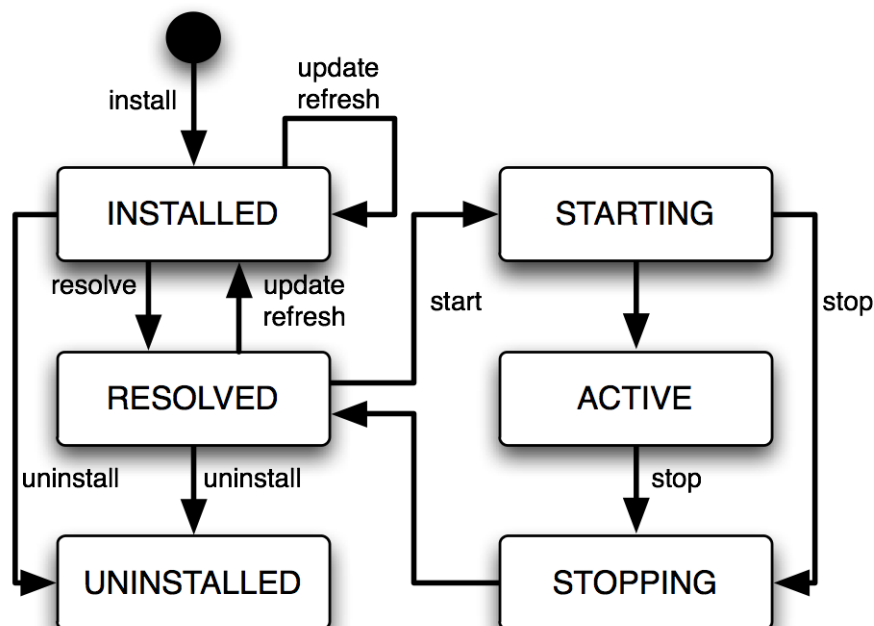 update
refresh
install
INSTALLED
STARTING
resolve
update
refresh
start
stop
RESOLVED
ACTIVE
uninstall
uninstall
stop
UNINSTALLED
STOPPING